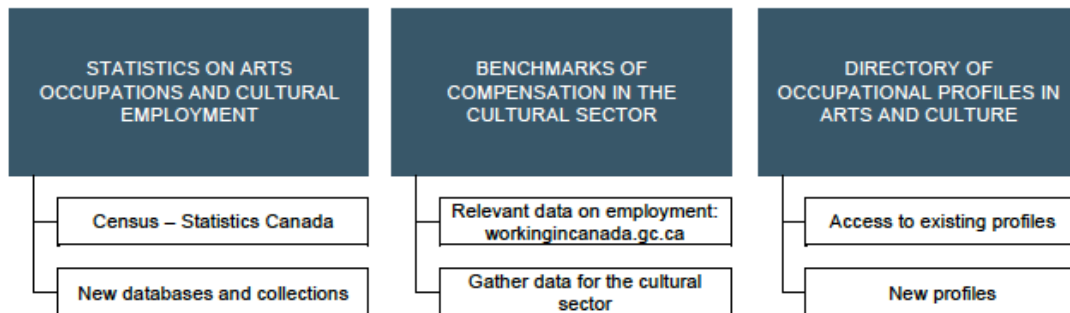 STATISTICS ON ARTS
OCCUPATIONS AND CULTURAL
EMPLOYMENT
Census – Statistics Canada
New databases and collections
BENCHMARKS OF
COMPENSATION IN THE
CULTURAL SECTOR
Relevant data on employment:
workingincanada.gc.ca
Gather data for the cultural
sector
DIRECTORY OF
OCCUPATIONAL PROFILES IN
ARTS AND CULTURE
Access to existing profiles
New profiles